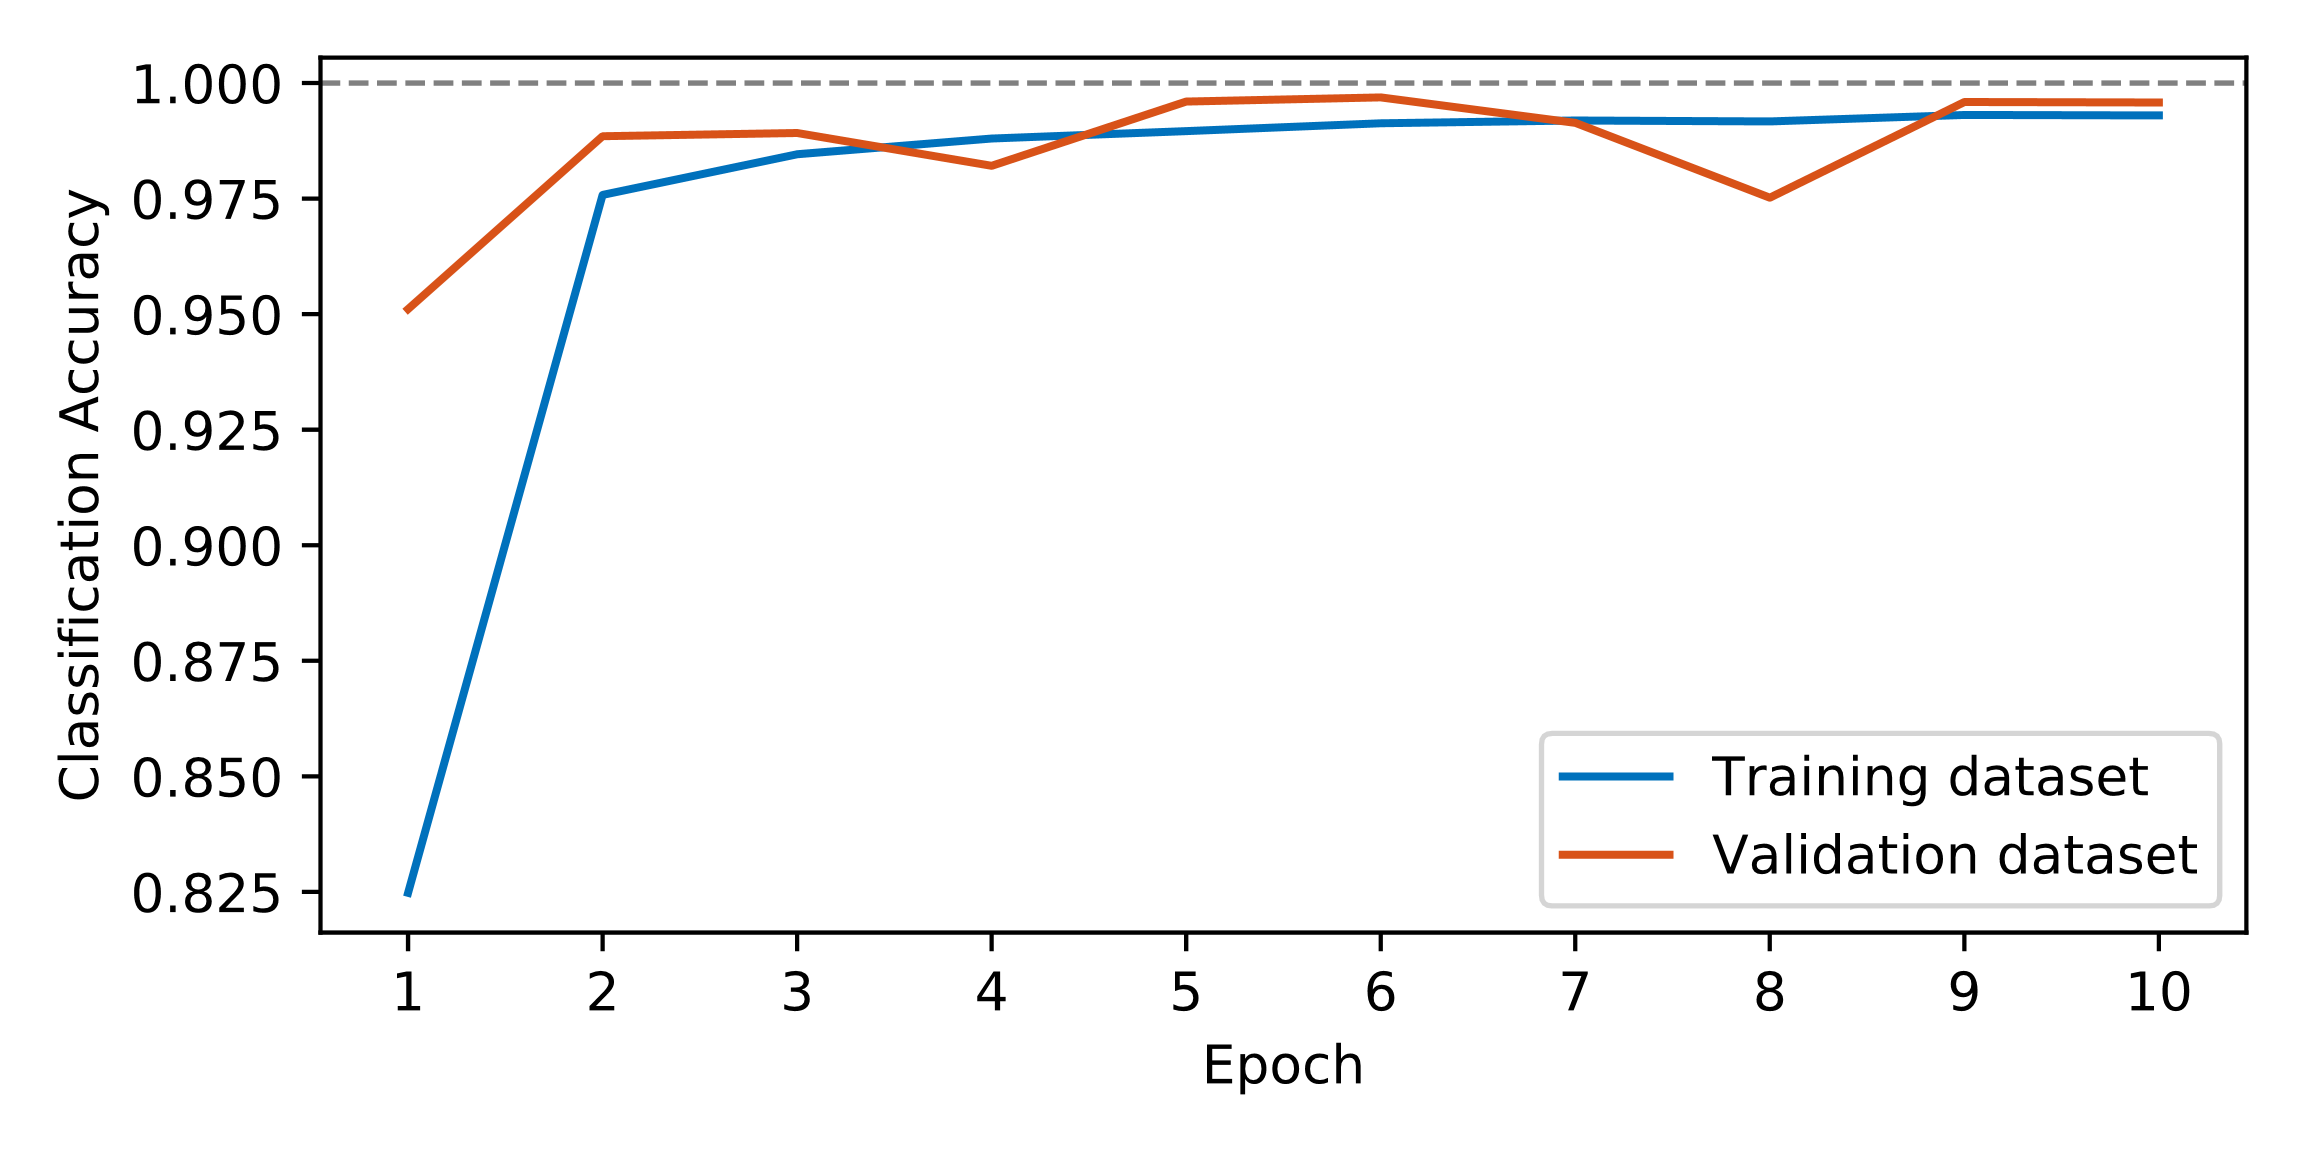 1.000
0.975
0.950
0.925
0.900
0.875
0.850
0.825
Classification Accuracy
Training dataset
Validation dataset
1 2 3 4 5 6 7 8 9 10
Epoch